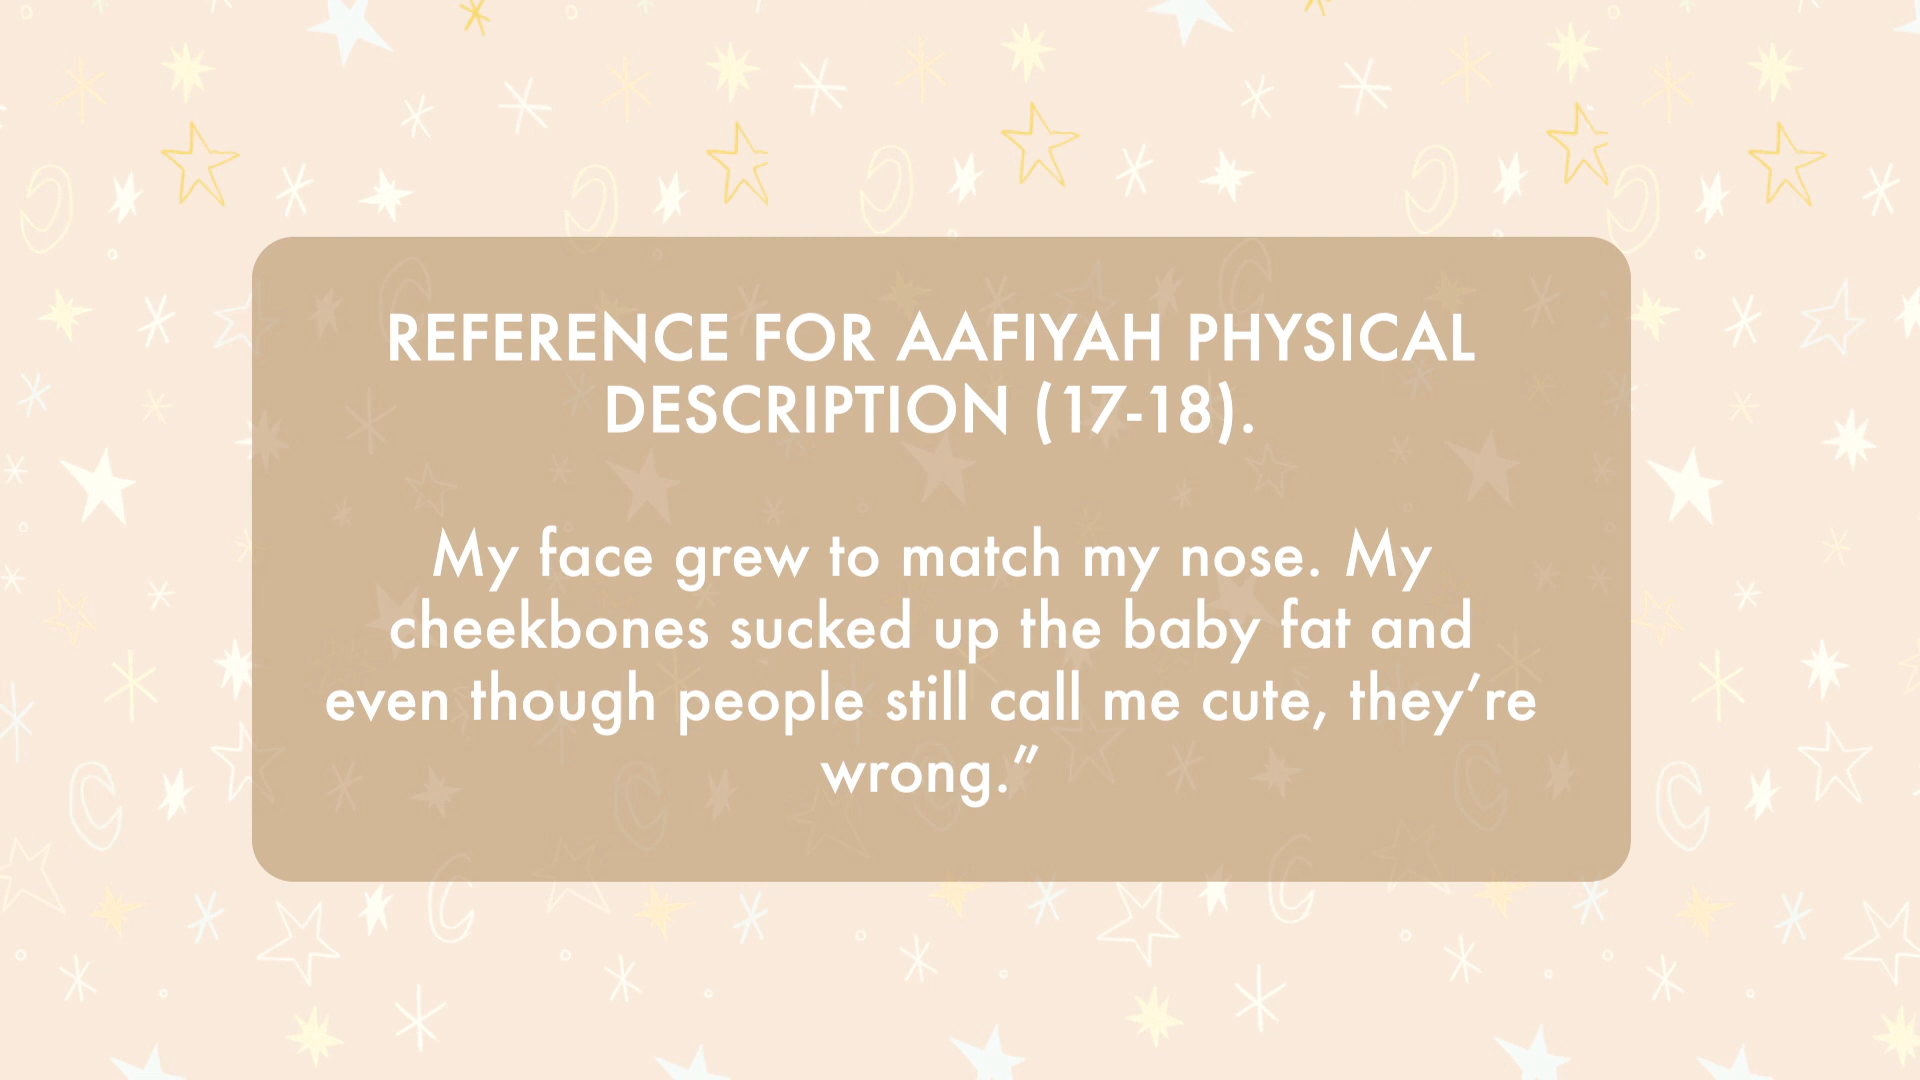 REFERENCE FOR AAFIYAH PHYSICAL
DESCRIPTION (17-18).
My face grew to match my nose. My
cheekbones sucked up the baby fat and
even though people still call me cute, they’re
wrong.”